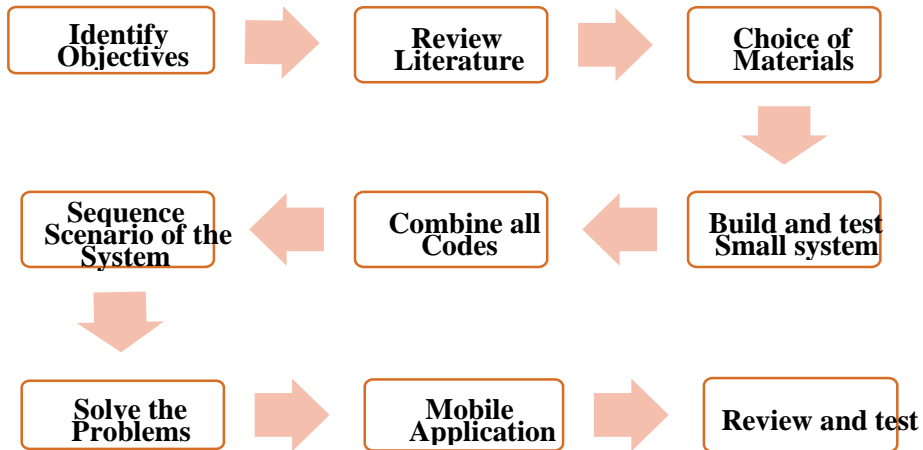 Identify
Objectives
Review
Literature
Choice of
Materials
Build and test
Small system
Combine all
Codes
Sequence
Scenario of the
System
Solve the
Problems
Mobile
Application
Review and test